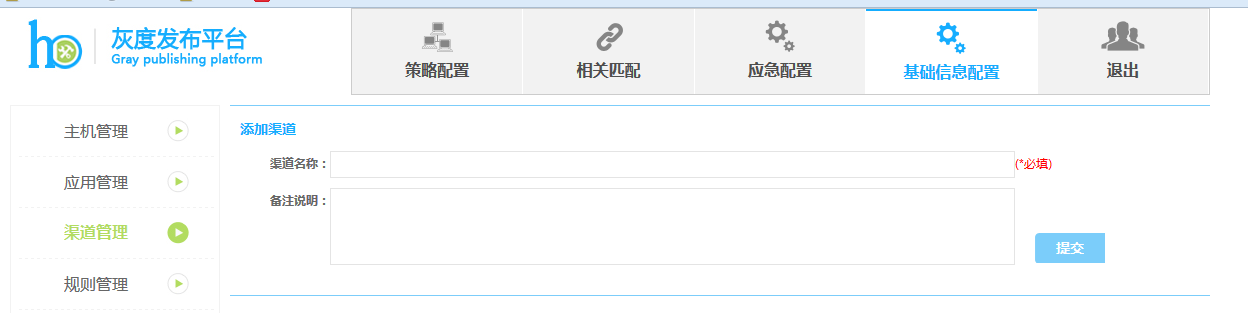 ho
灰度发布平台
Gray publishing platform
策略配置
相关匹配
应急配置
基础信息配置
退出
主机管理
应用管理
渠道管理
规则管理
添加渠道
渠道名称：
(*必填)
备注说明：
提交